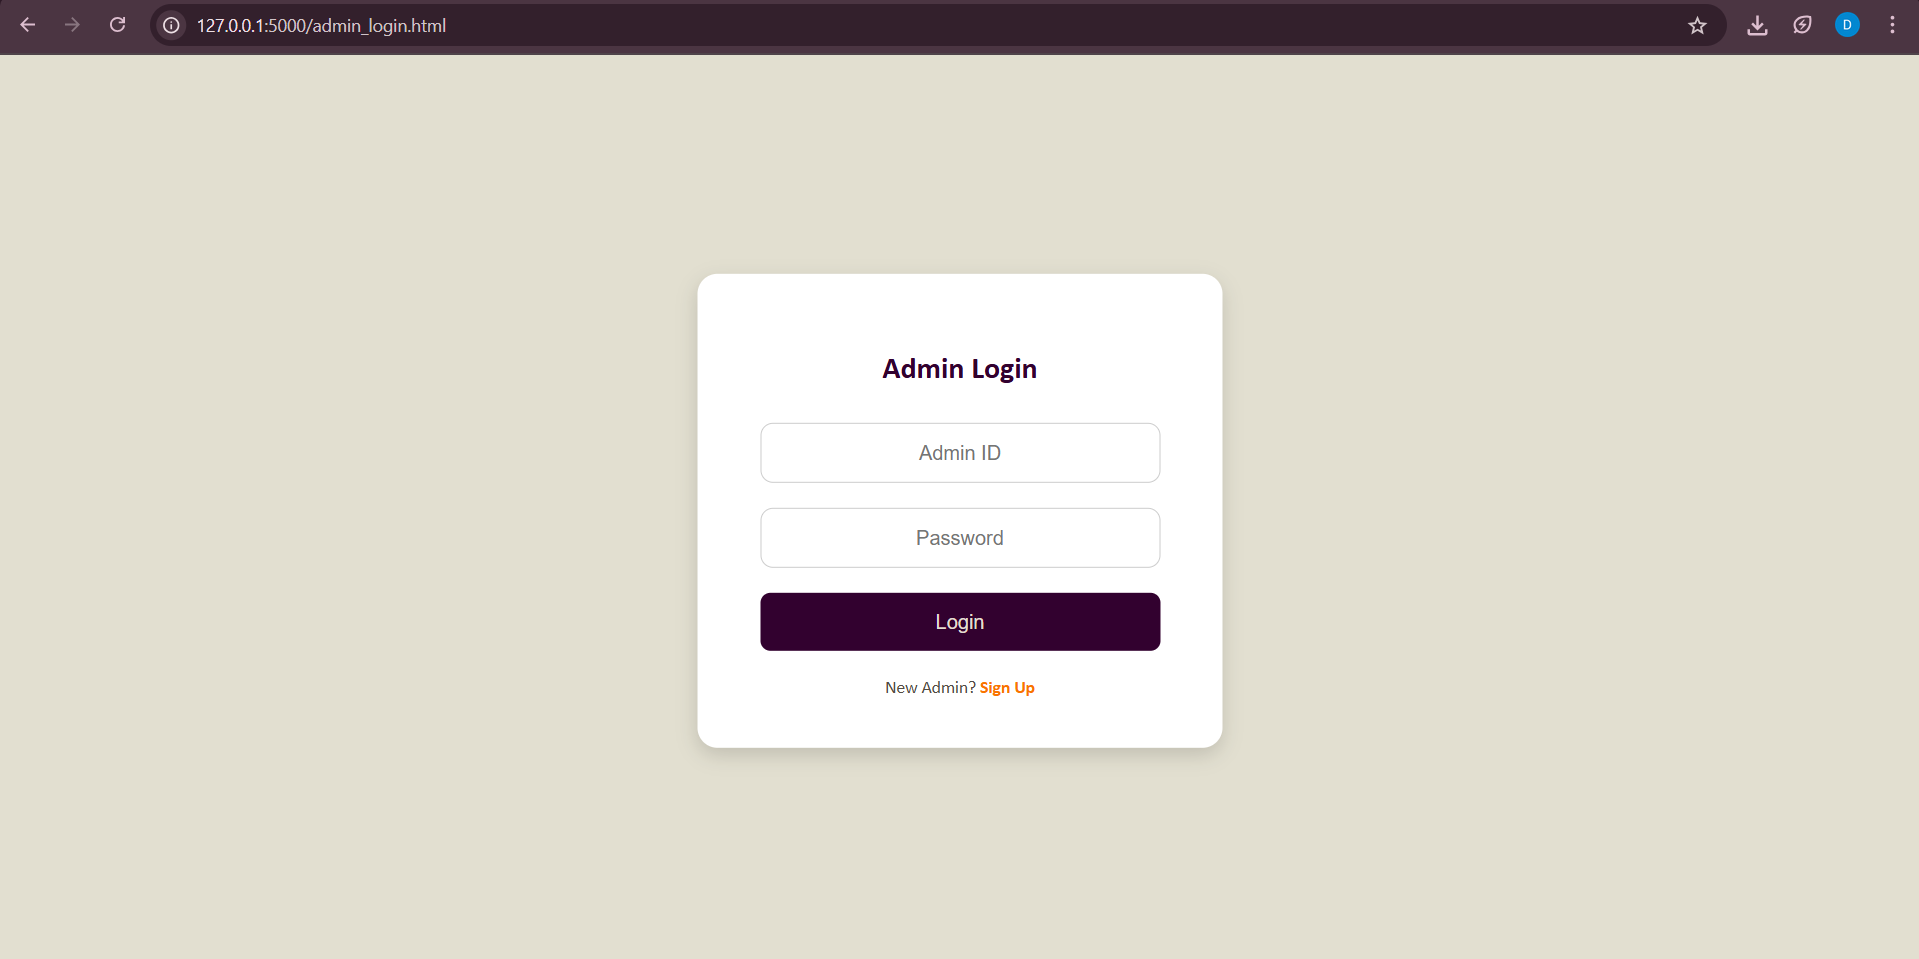 127.0.0.1:5000/admin_login.html
D
Admin Login
Admin ID
Password
Login
New Admin? Sign Up